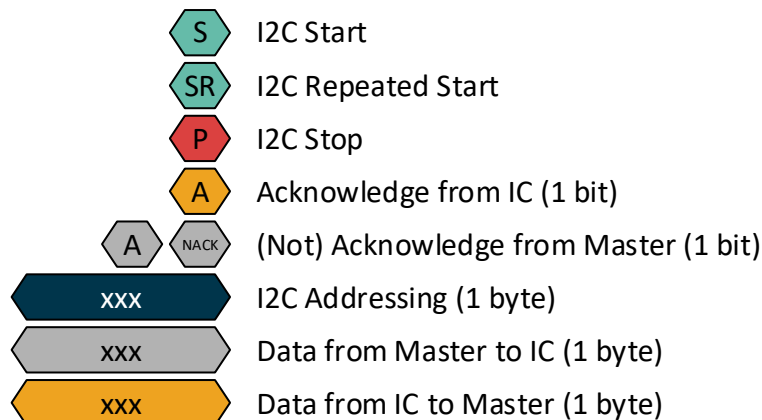 S I2C Start
SR I2C Repeated Start
P I2C Stop
A Acknowledge from IC (1 bit)
A NACK (Not) Acknowledge from Master (1 bit)
xxx I2C Addressing (1 byte)
xxx Data from Master to IC (1 byte)
xxx Data from IC to Master (1 byte)